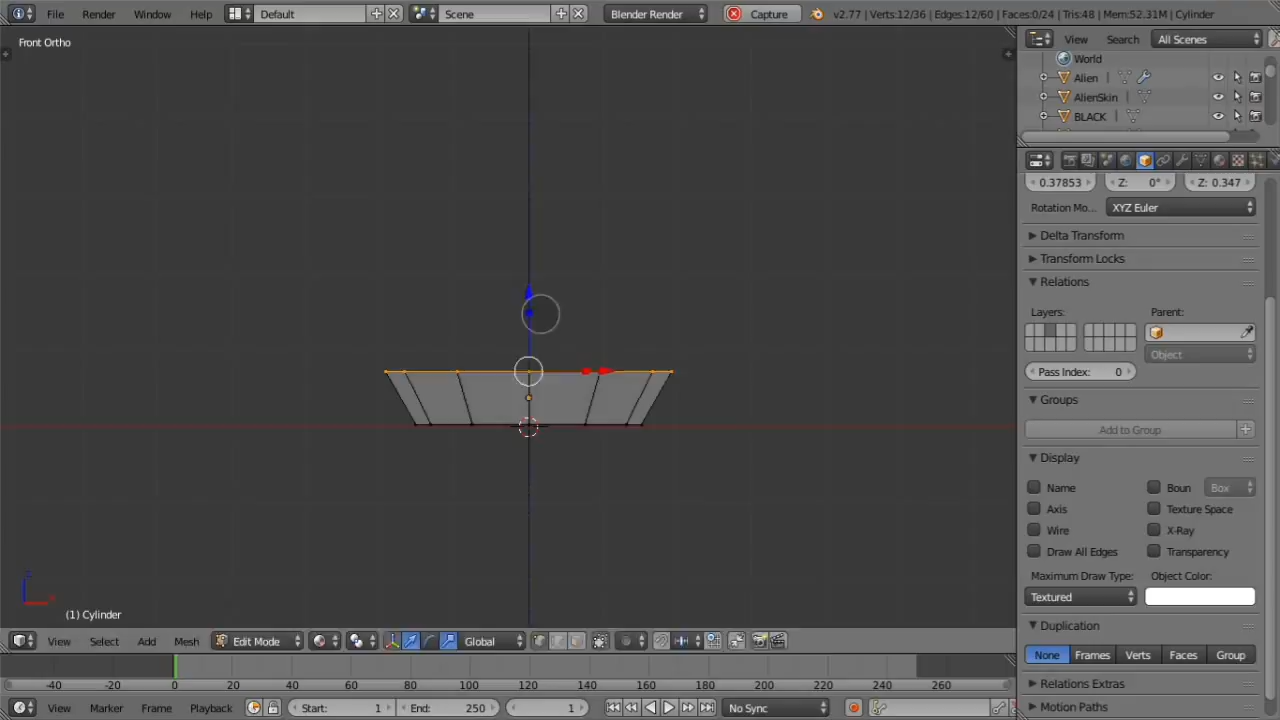 File Render Window Help Default Scene Blender Render Capture v2.77 | Verts:12/36 | Edges:12/60 | Faces:0/24 | Tris:48 | Mem:52.31M | Cylinder
Front Ortho
View Search All Scenes
World
Alien
AlienSkin
BLACK
0.37853 Z: 0° Z: 0.347
Rotation Mo... XYZ Euler
Delta Transform
Transform Locks
Relations
Layers: Parent:
Object
Pass Index: 0
Groups
Add to Group
Display
Name Boun Box
Axis Texture Space
Wire X-Ray
Draw All Edges Transparency
Maximum Draw Type: Object Color:
Textured
Duplication
None Frames Verts Faces Group
Relations Extras
Motion Paths
(1) Cylinder
View Select Add Mesh Edit Mode Global
-40 -20 0 20 40 60 80 100 120 140 160 180 200 220 240 260
View Marker Frame Playback Start: 1 End: 250 1 No Sync